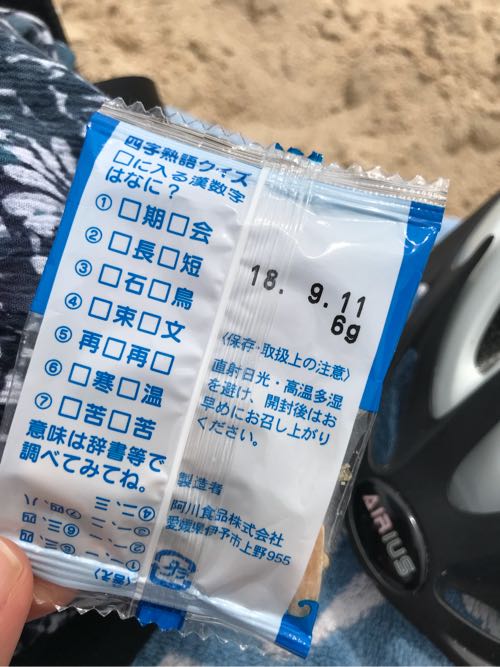 四字熟語クイズ
□に入る漢数字
はなに？
①□期□会
②□長□短
③□石□鳥
④□束□文
⑤再□再□
⑥□寒□温
⑦□苦□苦
意味は辞書等で
調べてみてね。
18. 9.11
6g
〈保存・取扱上の注意〉
直射日光・高温多湿
を避け、開封後はお
早めにお召し上がり
ください。
製造者
阿川食品株式会社
愛媛県伊予市上野955
AIRIUS